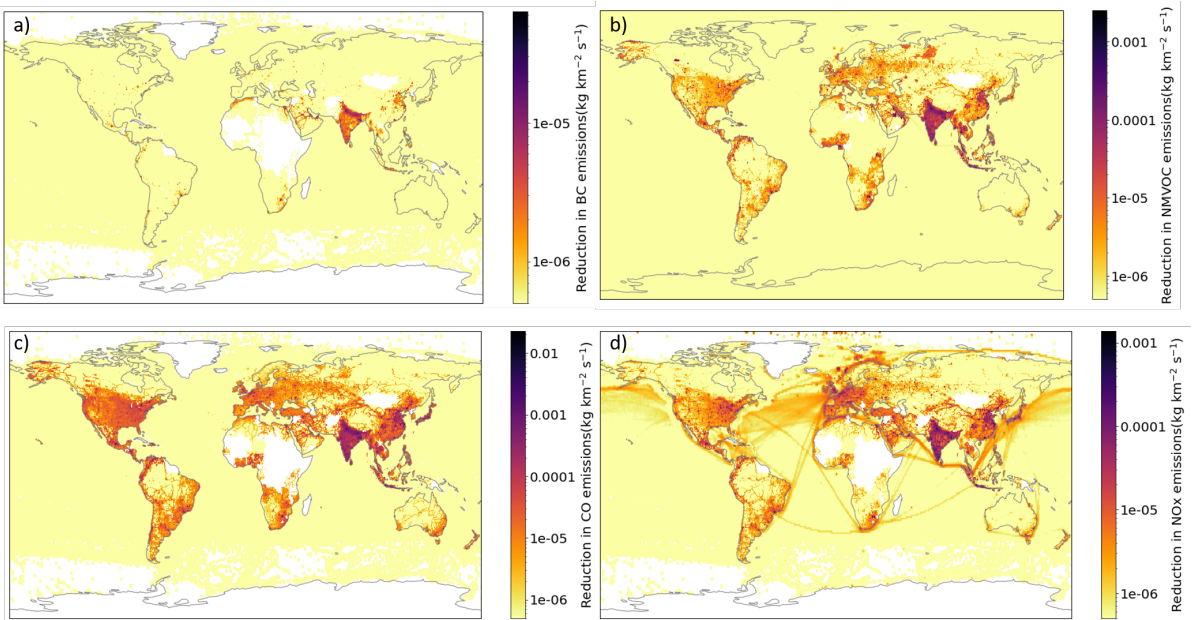 a)
1e-05
1e-06
Reduction in BC emissions(kg km⁻² s⁻¹)
b)
0.001
0.0001
1e-05
1e-06
Reduction in NMVOC emissions(kg km⁻² s⁻¹)
c)
0.01
0.001
0.0001
1e-05
1e-06
Reduction in CO emissions(kg km⁻² s⁻¹)
d)
0.001
0.0001
1e-05
1e-06
Reduction in NOx emissions(kg km⁻² s⁻¹)